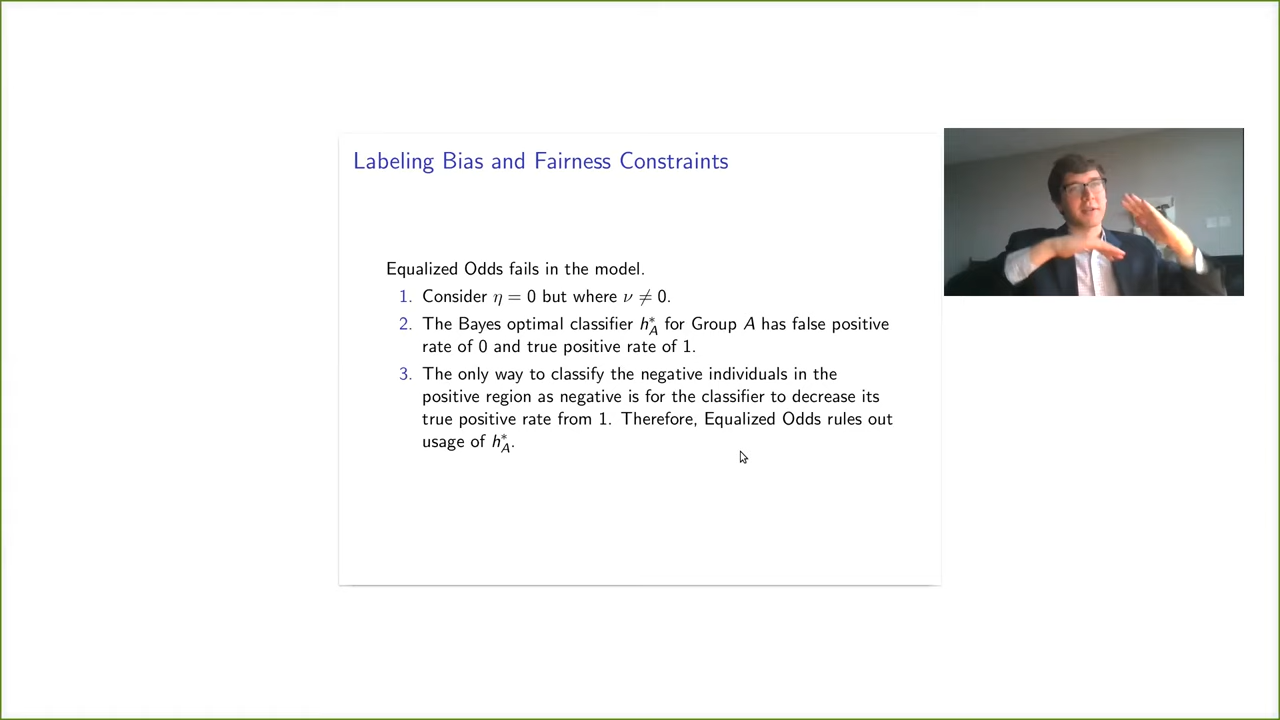 Labeling Bias and Fairness Constraints
Equalized Odds fails in the model.
1. Consider η = 0 but where ν ≠ 0.
2. The Bayes optimal classifier h*_A for Group A has false positive
rate of 0 and true positive rate of 1.
3. The only way to classify the negative individuals in the
positive region as negative is for the classifier to decrease its
true positive rate from 1. Therefore, Equalized Odds rules out
usage of h*_A.